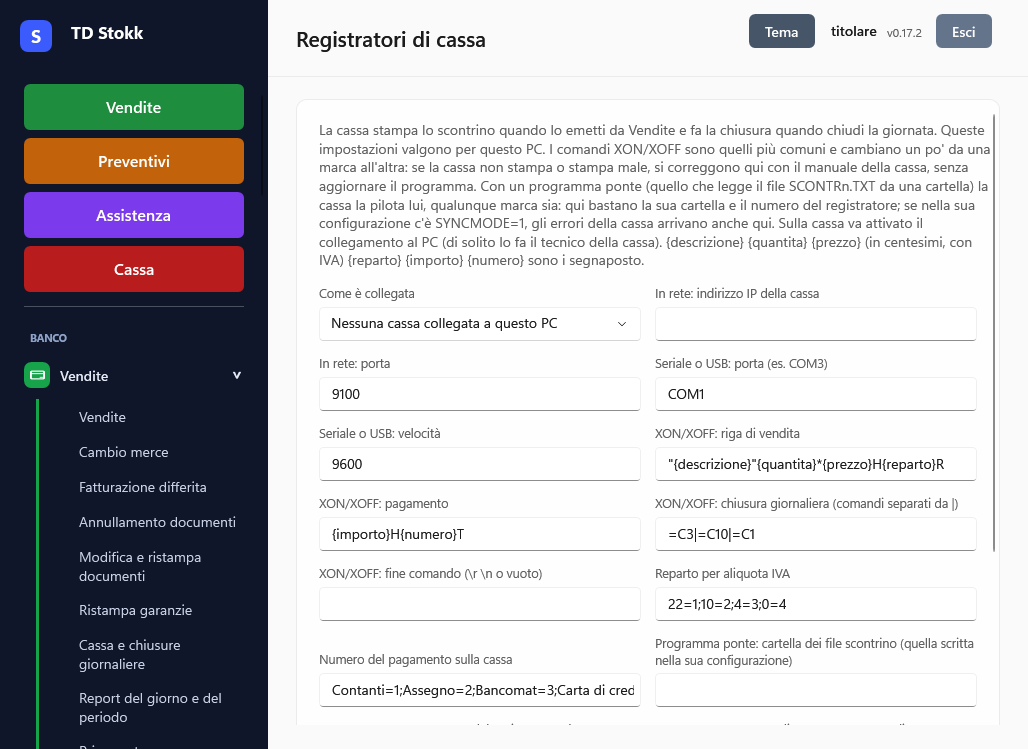 S
TD Stokk
Registratori di cassa
Tema
titolare
v0.17.2
Esci
Vendite
Preventivi
Assistenza
Cassa
BANCO
Vendite
Vendite
Cambio merce
Fatturazione differita
Annullamento documenti
Modifica e ristampa
documenti
Ristampa garanzie
Cassa e chiusure
giornaliere
Report del giorno e del
periodo
La cassa stampa lo scontrino quando lo emetti da Vendite e fa la chiusura quando chiudi la giornata. Queste
impostazioni valgono per questo PC. I comandi XON/XOFF sono quelli più comuni e cambiano un po' da una
marca all'altra: se la cassa non stampa o stampa male, si correggono qui con il manuale della cassa, senza
aggiornare il programma. Con un programma ponte (quello che legge il file SCONTRn.TXT da una cartella) la
cassa la pilota lui, qualunque marca sia: qui bastano la sua cartella e il numero del registratore; se nella sua
configurazione c'è SYNCMODE=1, gli errori della cassa arrivano anche qui. Sulla cassa va attivato il
collegamento al PC (di solito lo fa il tecnico della cassa). {descrizione} {quantita} {prezzo} (in centesimi, con
IVA) {reparto} {importo} {numero} sono i segnaposto.
Come è collegata
Nessuna cassa collegata a questo PC
In rete: indirizzo IP della cassa
In rete: porta
9100
Seriale o USB: porta (es. COM3)
COM1
Seriale o USB: velocità
9600
XON/XOFF: riga di vendita
"{descrizione}"{quantita}*{prezzo}H{reparto}R
XON/XOFF: pagamento
{importo}H{numero}T
XON/XOFF: chiusura giornaliera (comandi separati da |)
=C3|=C10|=C1
XON/XOFF: fine comando (\r \n o vuoto)
Reparto per aliquota IVA
22=1;10=2;4=3;0=4
Numero del pagamento sulla cassa
Contanti=1;Assegno=2;Bancomat=3;Carta di cred
Programma ponte: cartella dei file scontrino (quella scritta
nella sua configurazione)